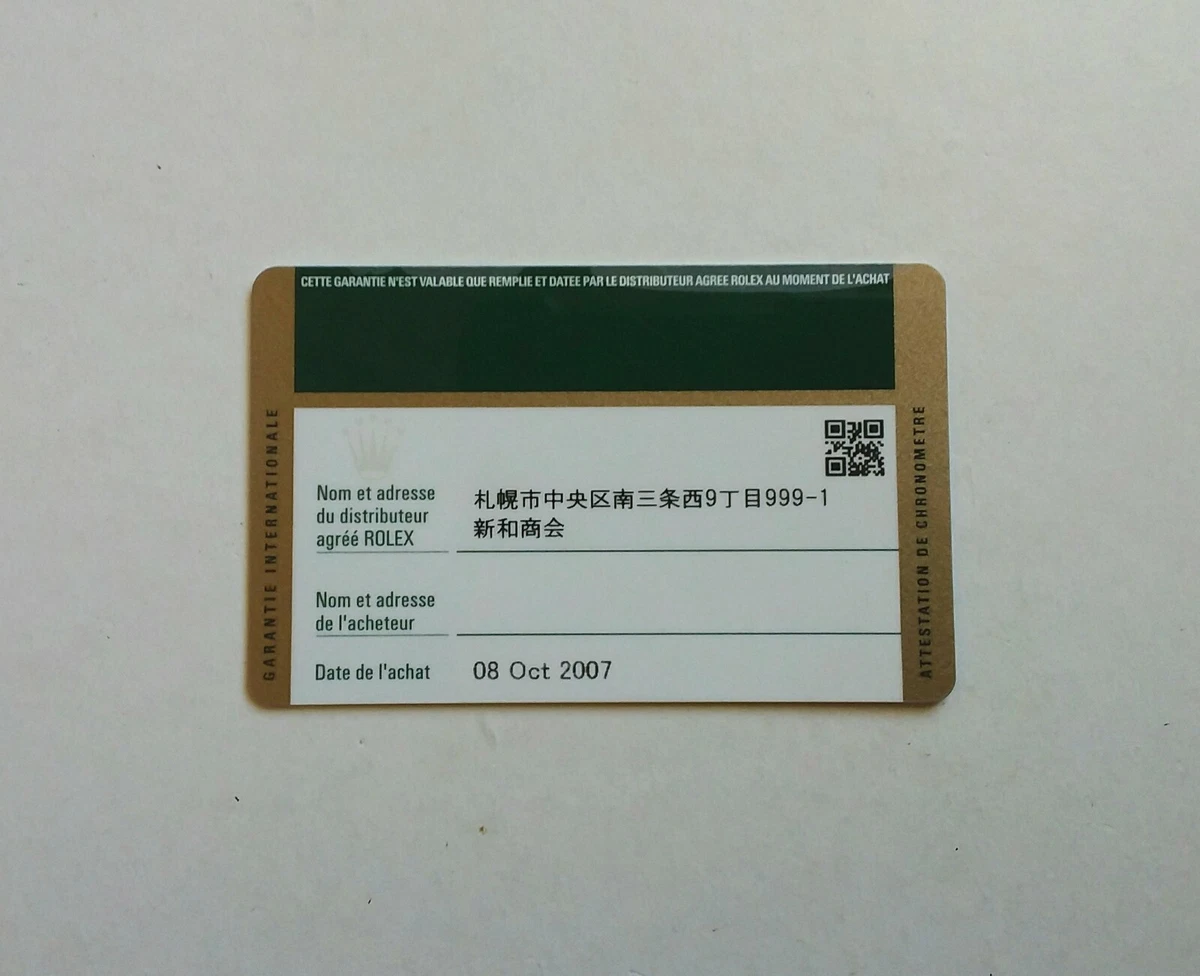 CETTE GARANTIE N'EST VALABLE QUE REMPLIE ET DATEE PAR LE DISTRIBUTEUR AGREE ROLEX AU MOMENT DE L'ACHAT
GARANTIE INTERNATIONALE
Nom et adresse
du distributeur
agréé ROLEX
札幌市中央区南三条西9丁目999-1
新和商会
Nom et adresse
de l'acheteur
Date de l'achat
08 Oct 2007
ATTESTATION DE CHRONOMETRE